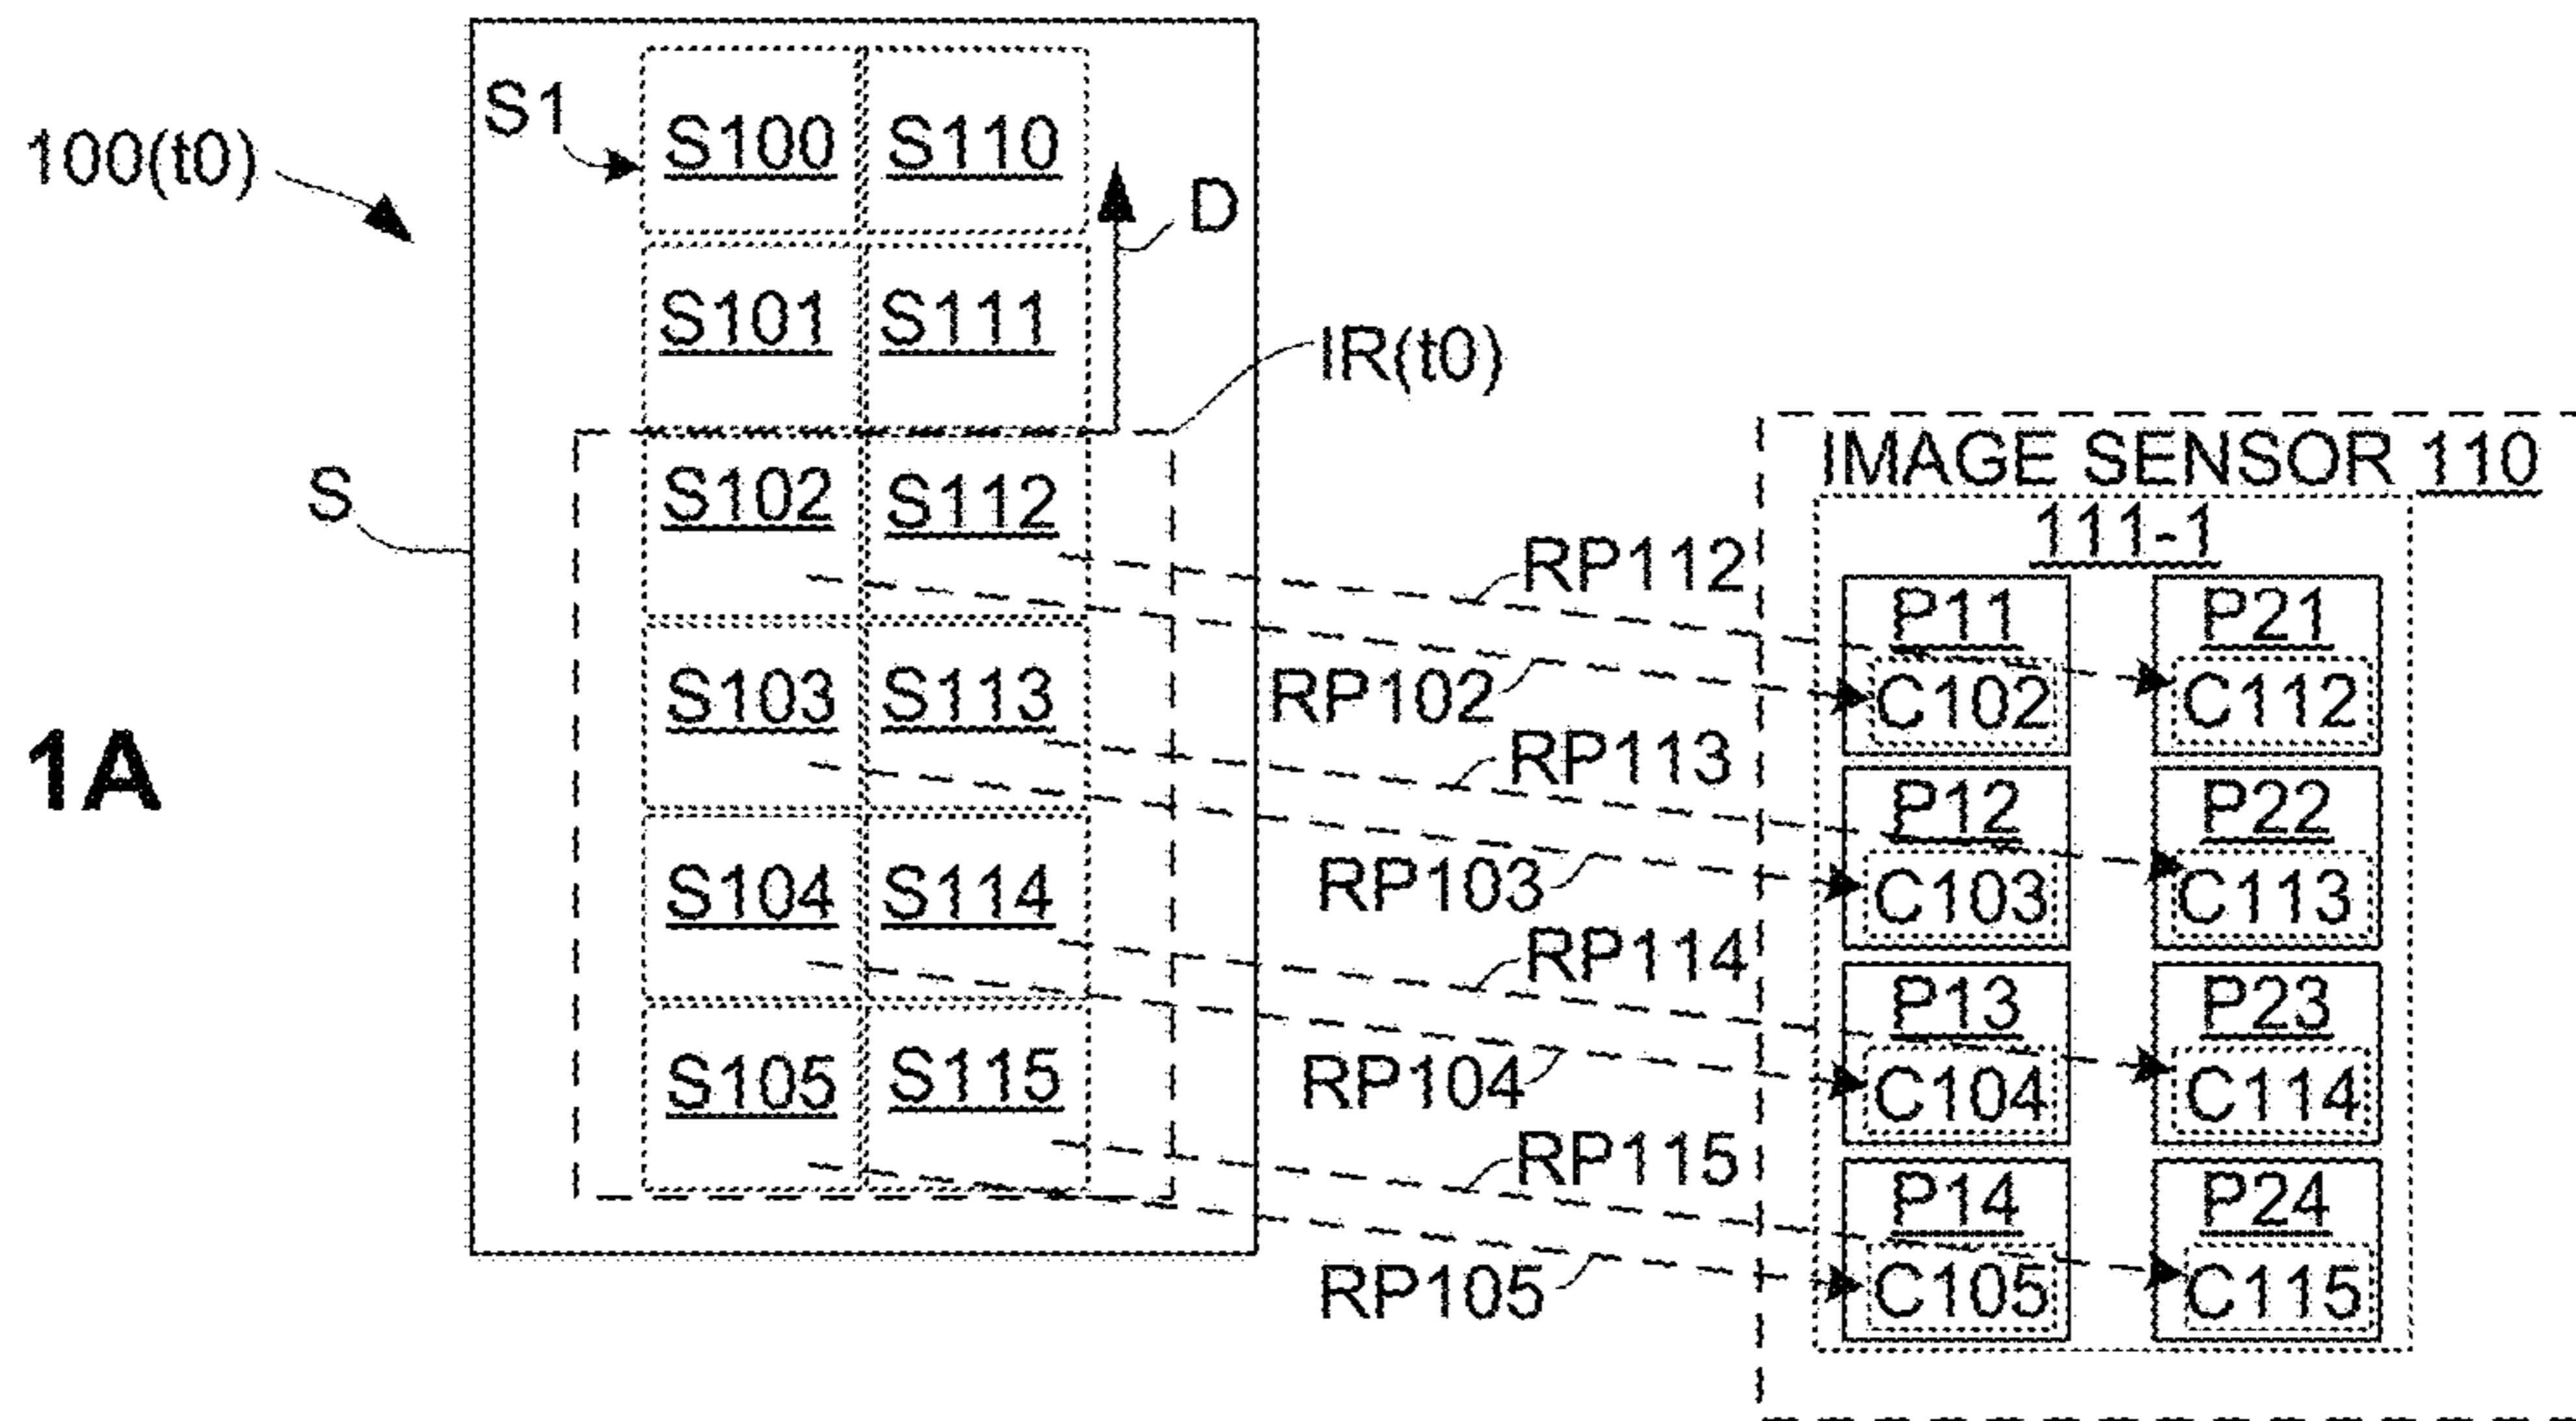 100(t0)
S1
S100 S110
D
S101 S111
IR(t0)
S
S102 S112
S103 S113
S104 S114
S105 S115
1A
RP112
RP102
RP113
RP103
RP114
RP104
RP115
RP105
IMAGE SENSOR 110
111-1
P11 P21
C102 C112
P12 P22
C103 C113
P13 P23
C104 C114
P14 P24
C105 C115